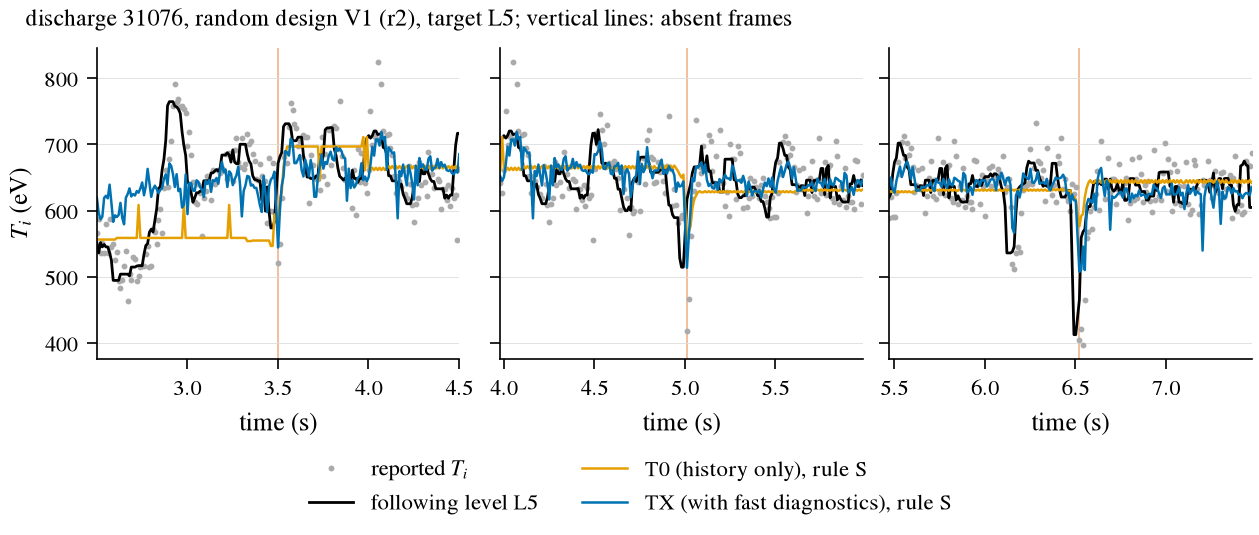 discharge 31076, random design V1 (r2), target L5; vertical lines: absent frames
800
700
600
500
400
T_i (eV)
3.0 3.5 4.0 4.5
4.0 4.5 5.0 5.5
5.5 6.0 6.5 7.0
time (s) time (s) time (s)
reported T_i
following level L5
T0 (history only), rule S
TX (with fast diagnostics), rule S